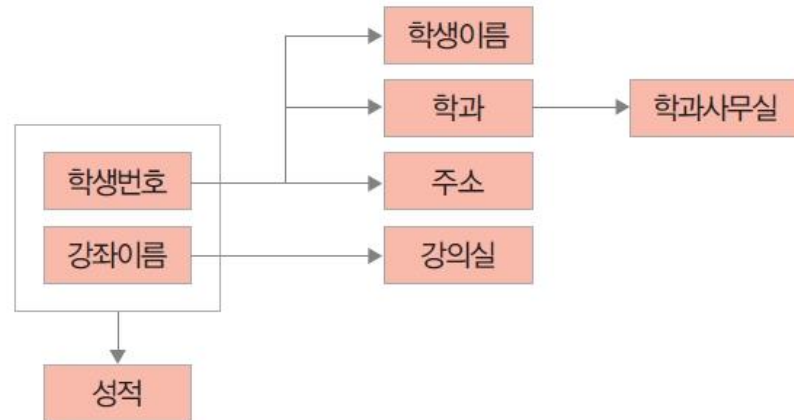 학생이름
학과
학과사무실
학생번호
주소
강좌이름
강의실
성적